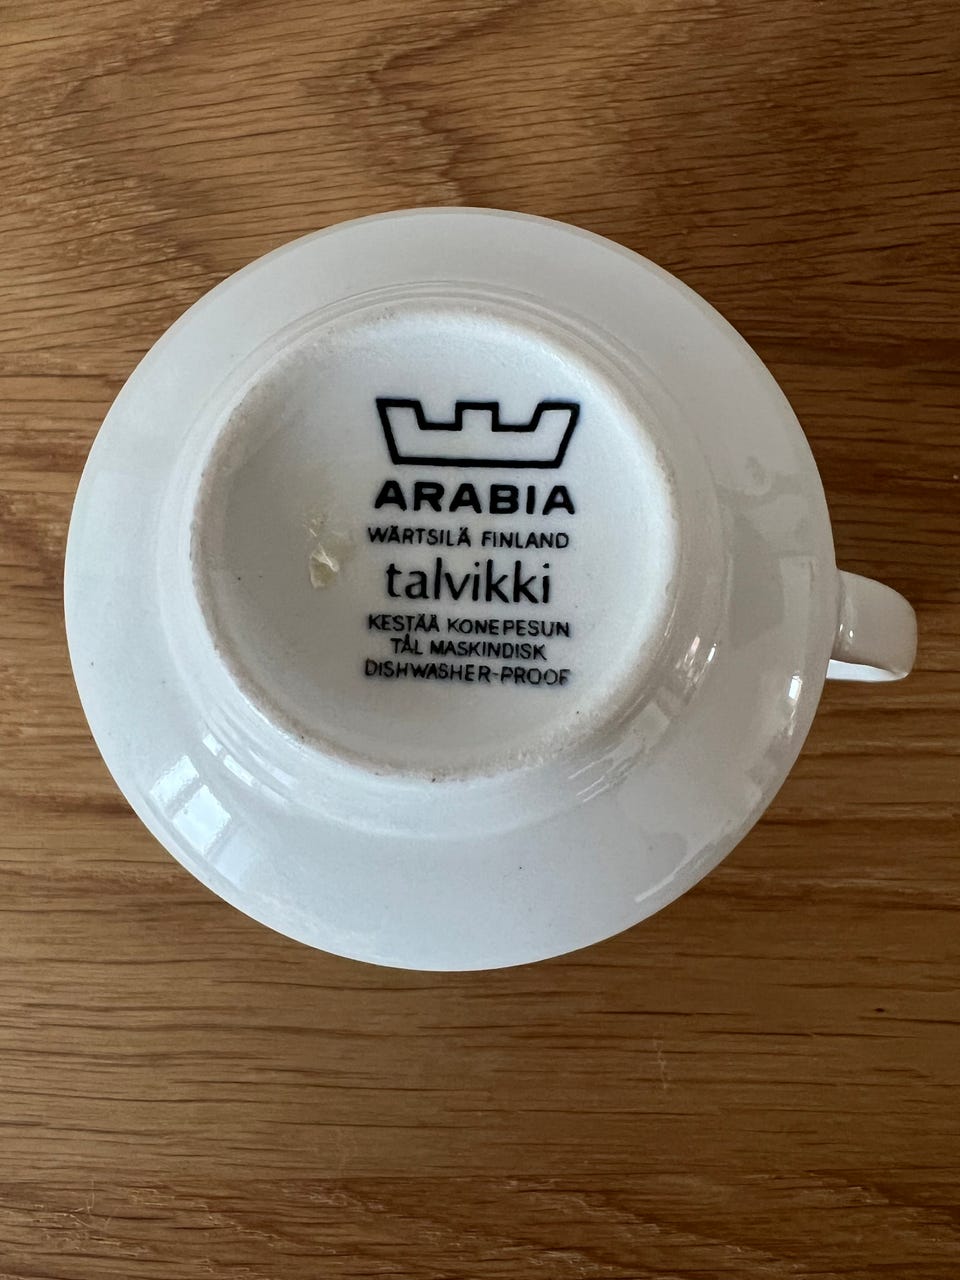 ARABIA
WÄRTSILÄ FINLAND
talvikki
KESTÄÄ KONEPESUN
TÅL MASKINDISK
DISHWASHER-PROOF